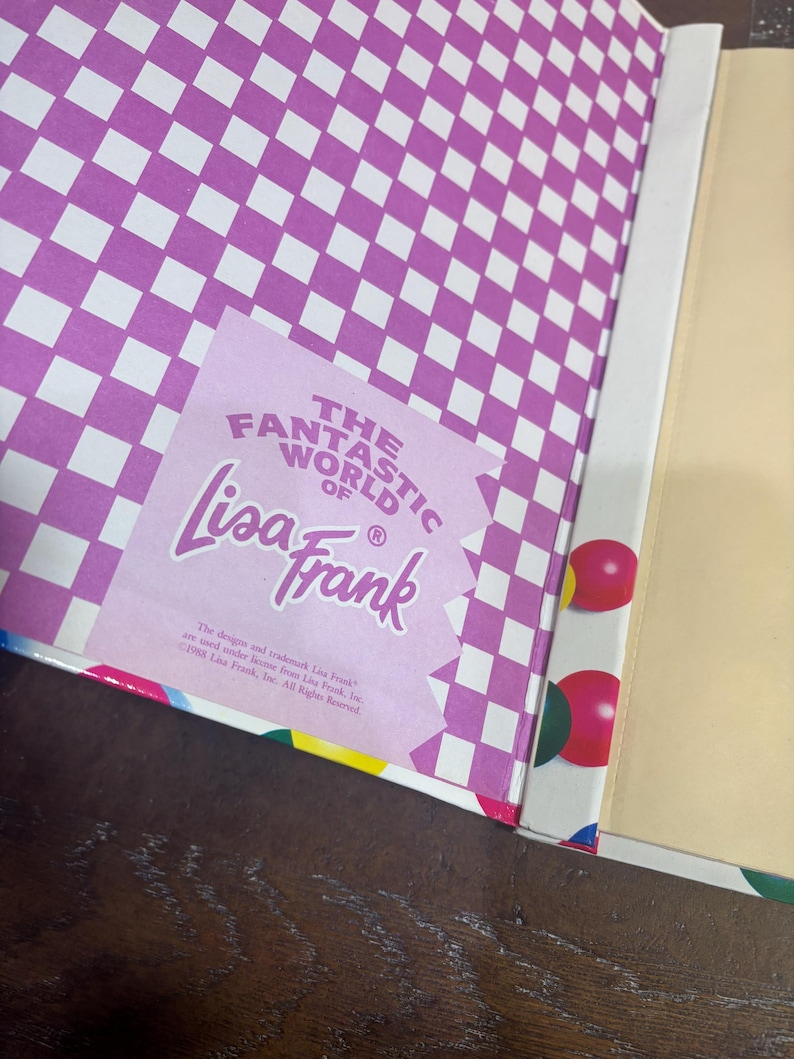 THE
FANTASTIC
WORLD
OF
Lisa Frank®
The designs and trademark Lisa Frank®
are used under license from Lisa Frank, Inc.
©1988 Lisa Frank, Inc. All Rights Reserved.